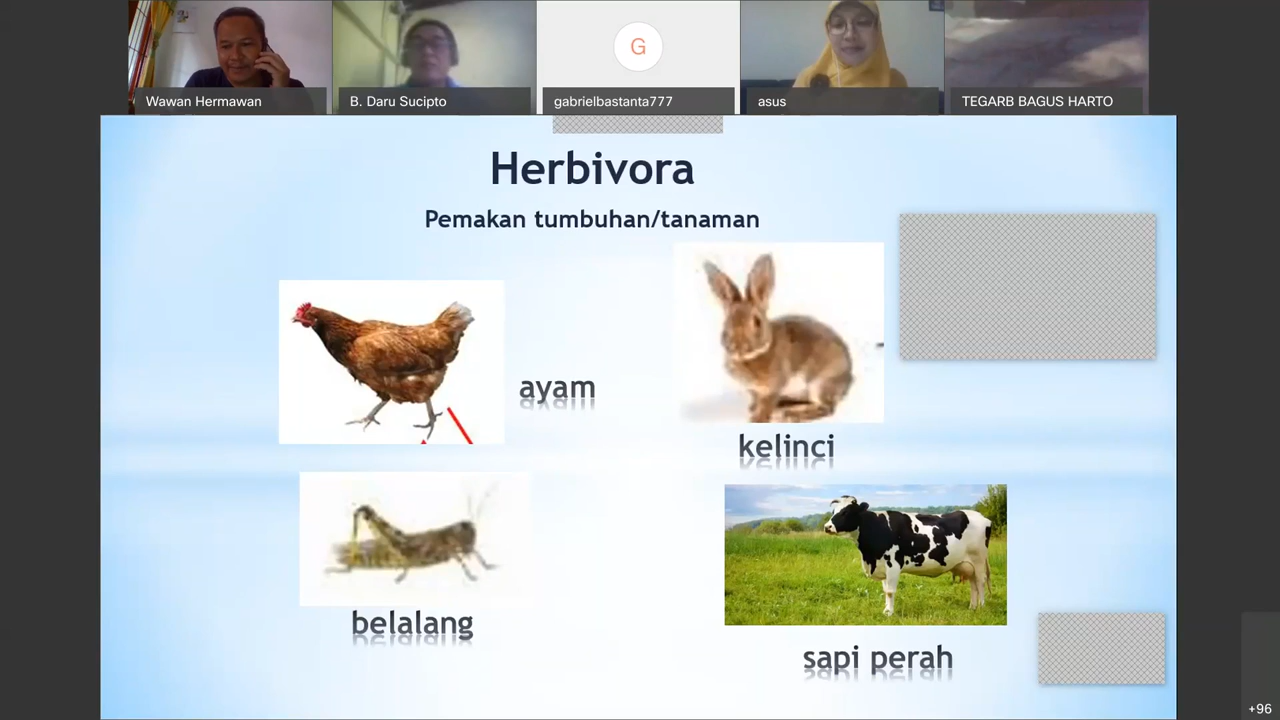 G
Wawan Hermawan
B. Daru Sucipto
gabrielbastanta777
asus
TEGARB BAGUS HARTO
Herbivora
Pemakan tumbuhan/tanaman
ayam
kelinci
belalang
sapi perah
+96